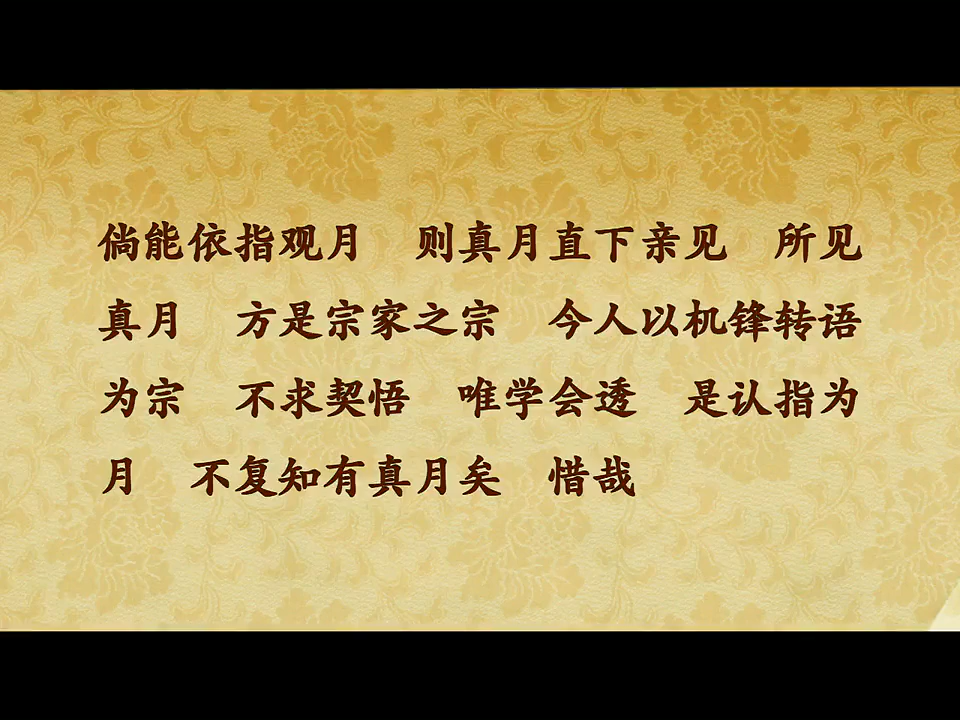 倘能依指观月　则真月直下亲见　所见
真月　方是宗家之宗　今人以机锋转语
为宗　不求契悟　唯学会透　是认指为
月　不复知有真月矣　惜哉